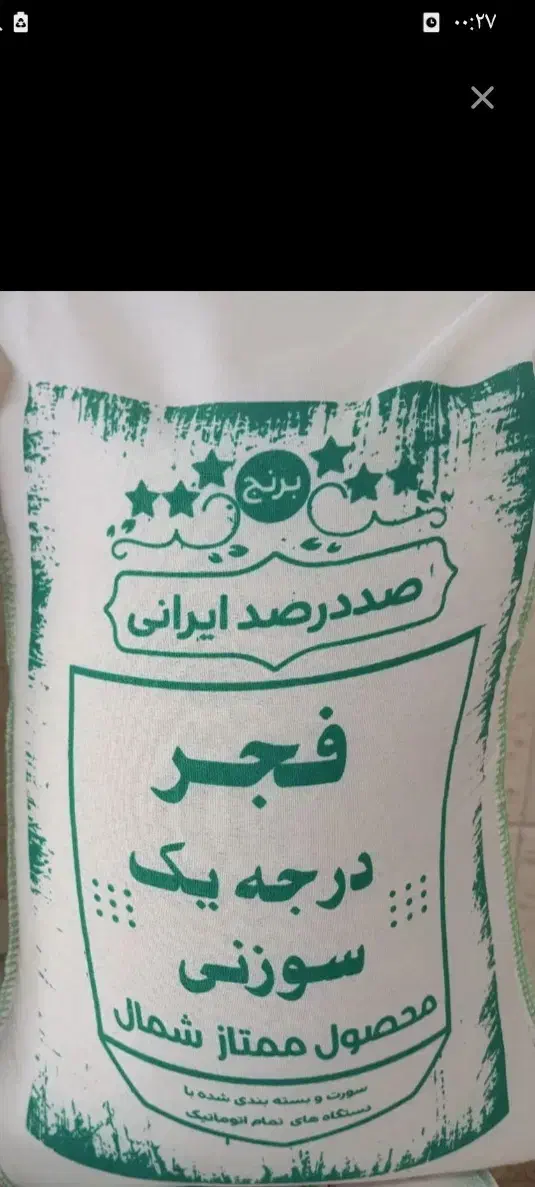 ۰۰:۲۷
برنج
صددرصد ایرانی
فجر
درجه یک
سوزنی
محصول ممتاز شمال
سورت و بسته بندی شده با
دستگاه های تمام اتوماتیک